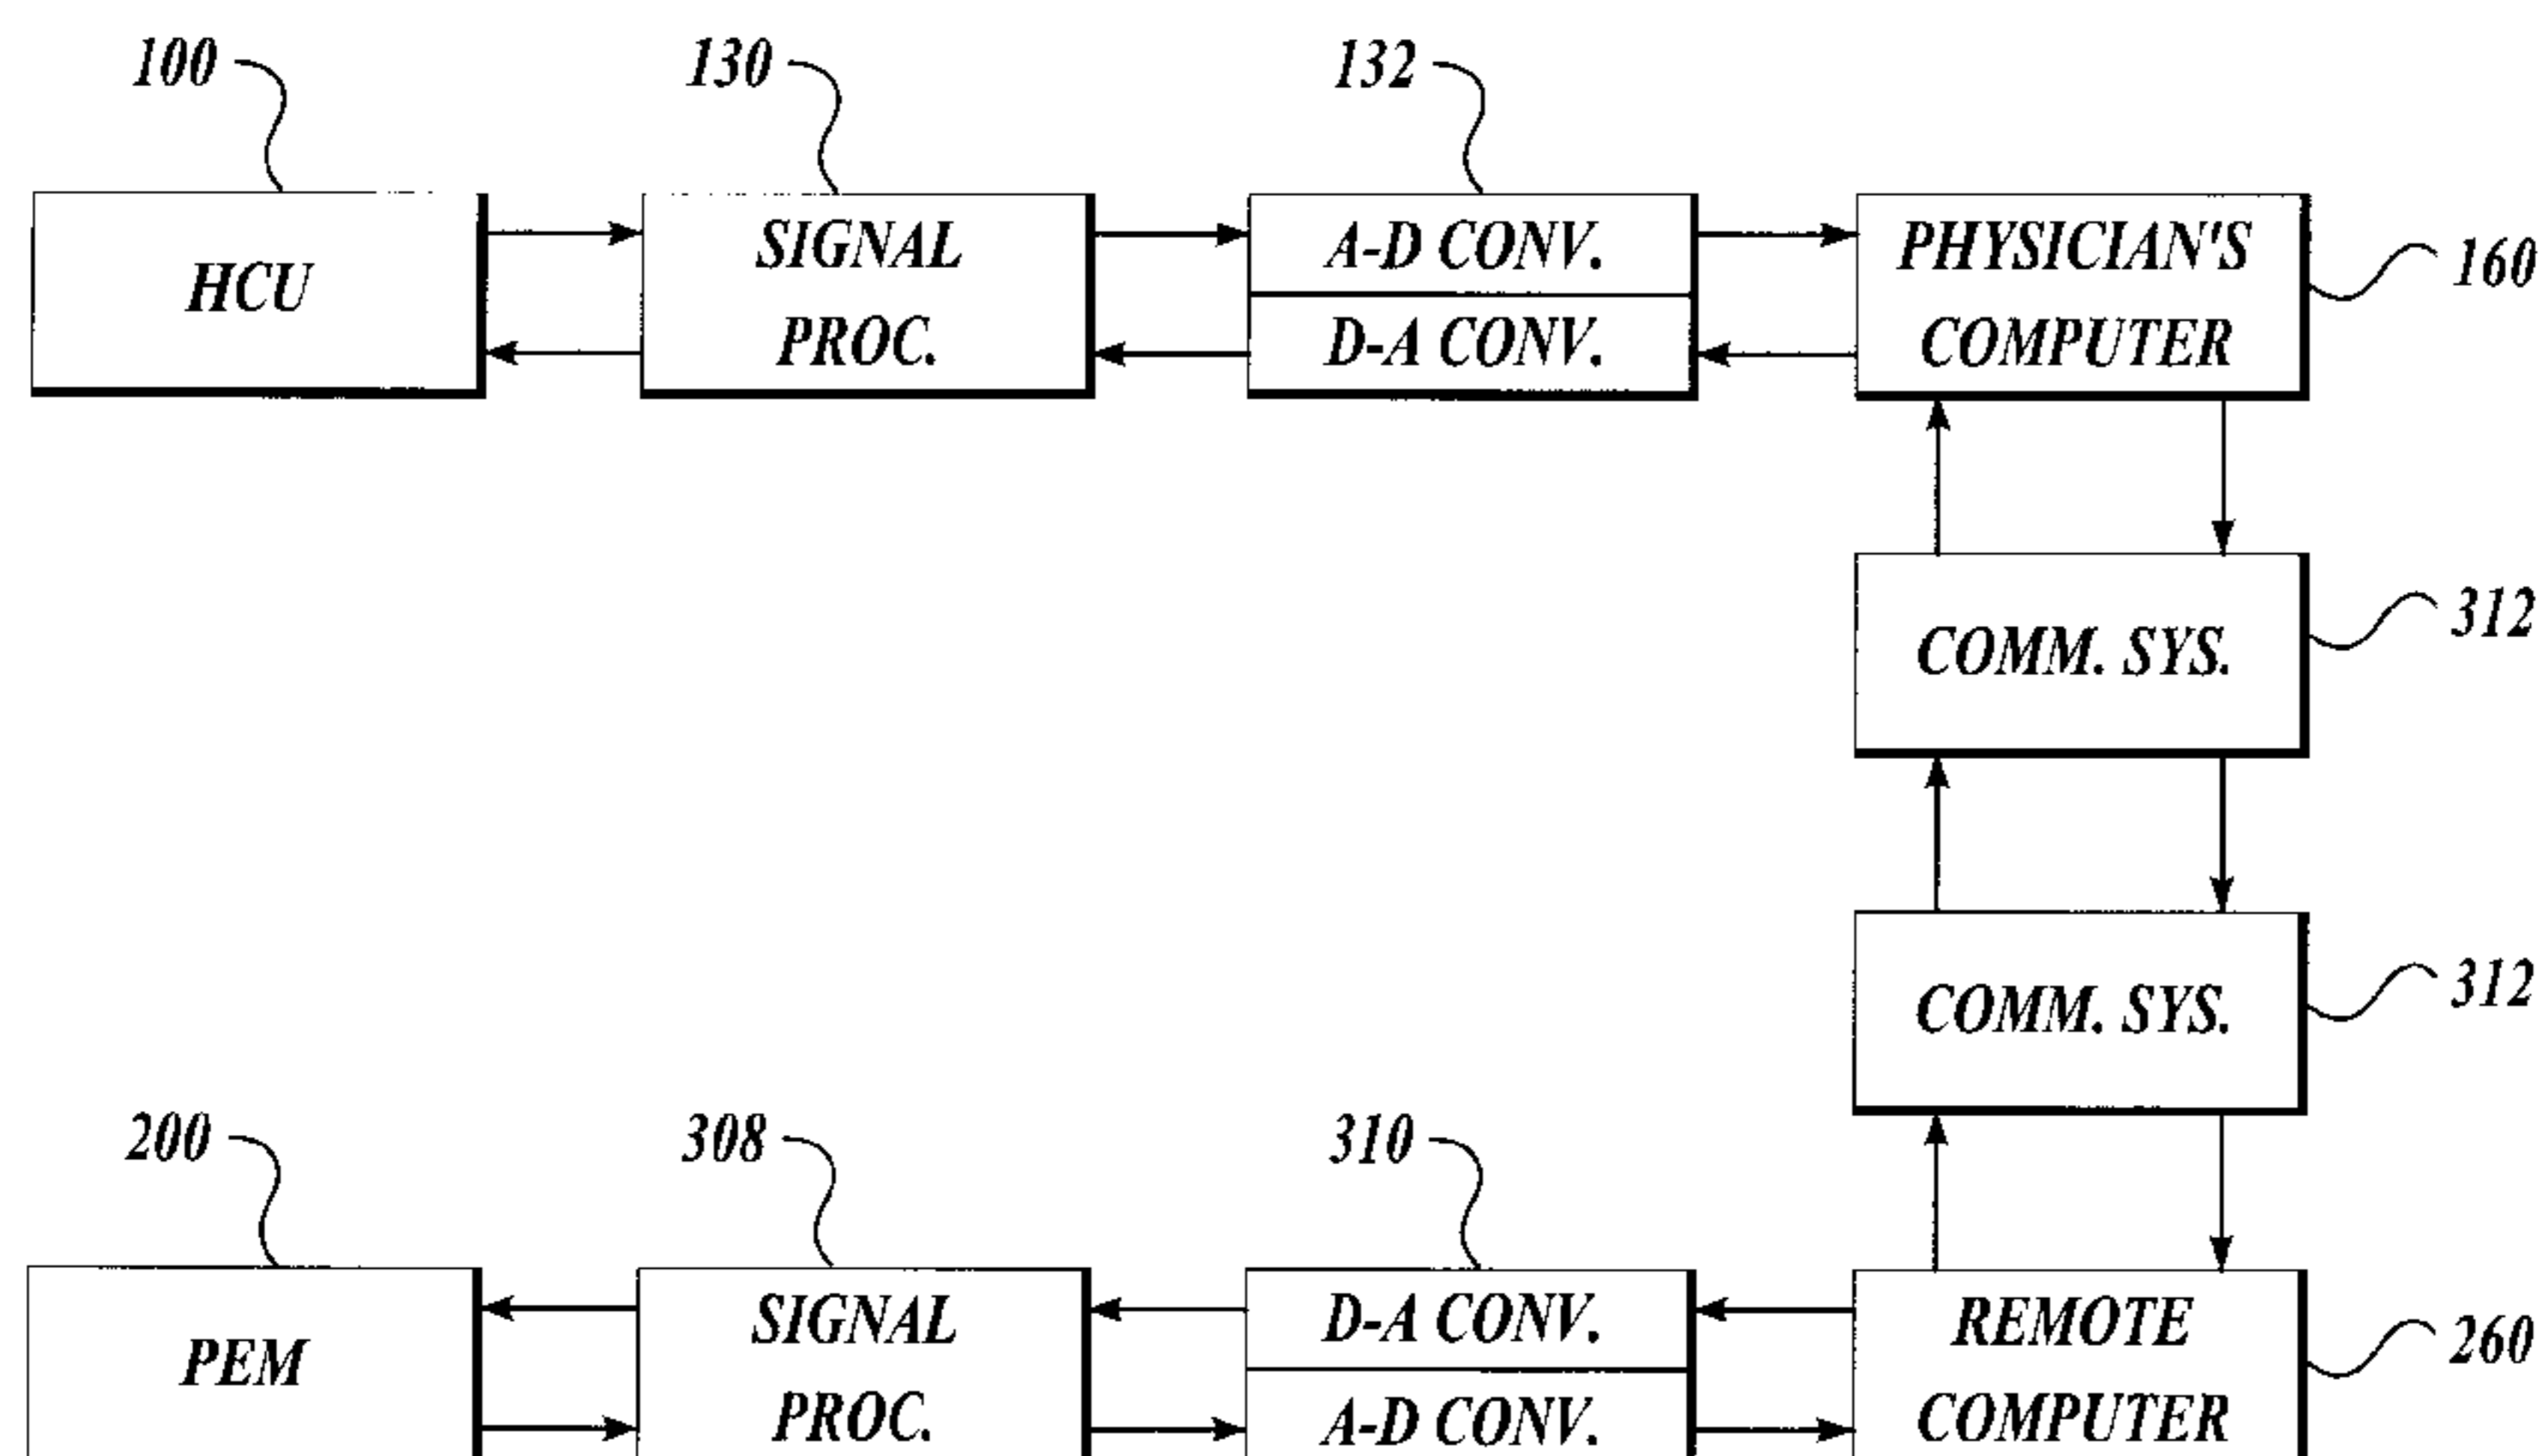 100
130
132
HCU
SIGNAL
PROC.
A-D CONV.
D-A CONV.
PHYSICIAN'S
COMPUTER
160
COMM. SYS.
312
COMM. SYS.
312
200
308
310
PEM
SIGNAL
PROC.
D-A CONV.
A-D CONV.
REMOTE
COMPUTER
260